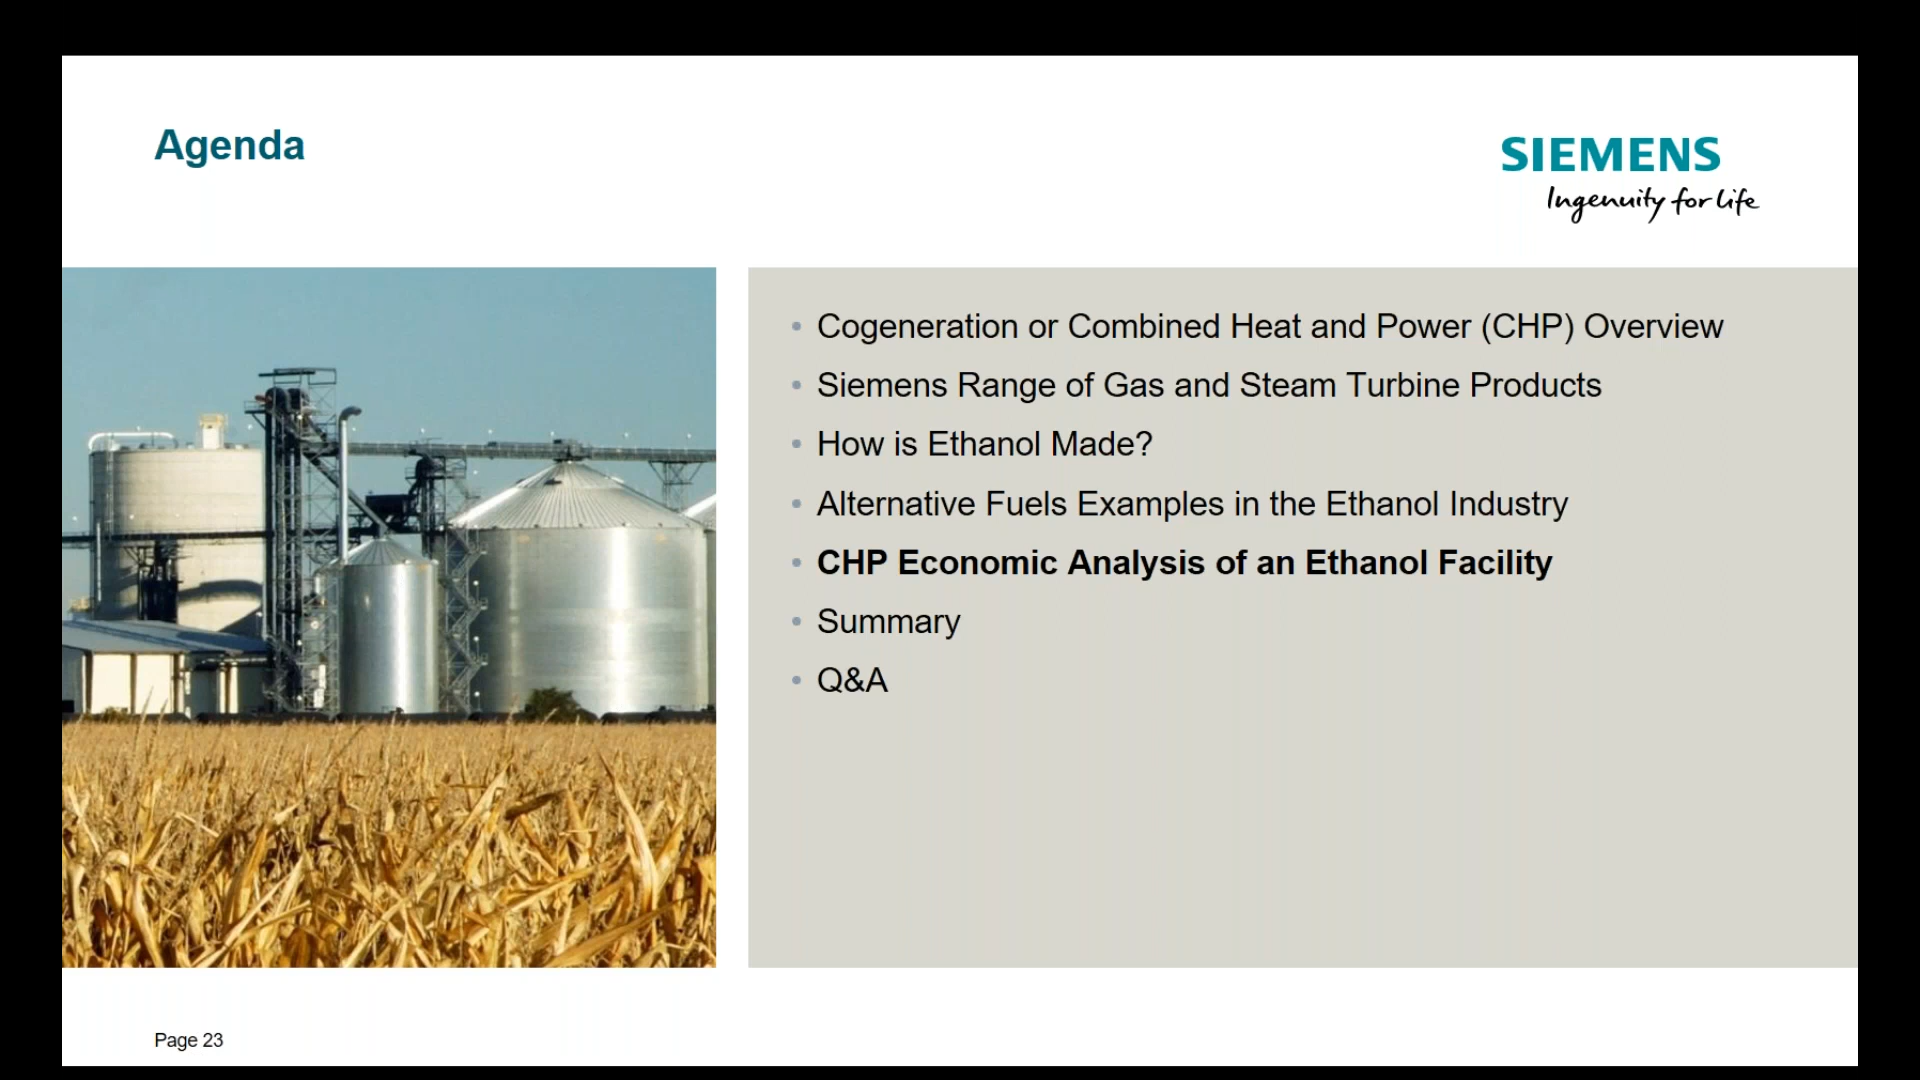 Agenda
SIEMENS
Ingenuity for life
Cogeneration or Combined Heat and Power (CHP) Overview
Siemens Range of Gas and Steam Turbine Products
How is Ethanol Made?
Alternative Fuels Examples in the Ethanol Industry
CHP Economic Analysis of an Ethanol Facility
Summary
Q&A
Page 23